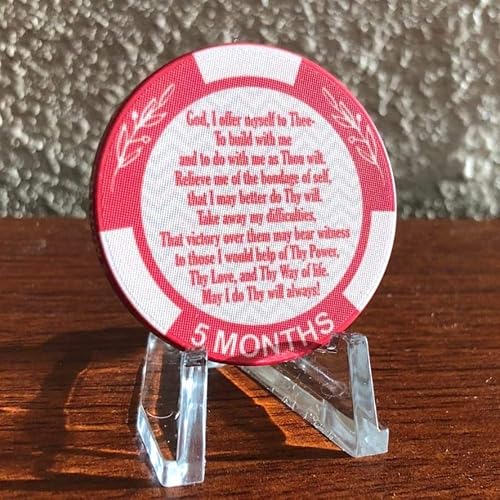 God, I offer myself to Thee-
To build with me
and to do with me as Thou wilt.
Relieve me of the bondage of self,
that I may better do Thy will.
Take away my difficulties,
That victory over them may bear witness
to those I would help of Thy Power,
Thy Love, and Thy Way of life.
May I do Thy will always!
5 MONTHS